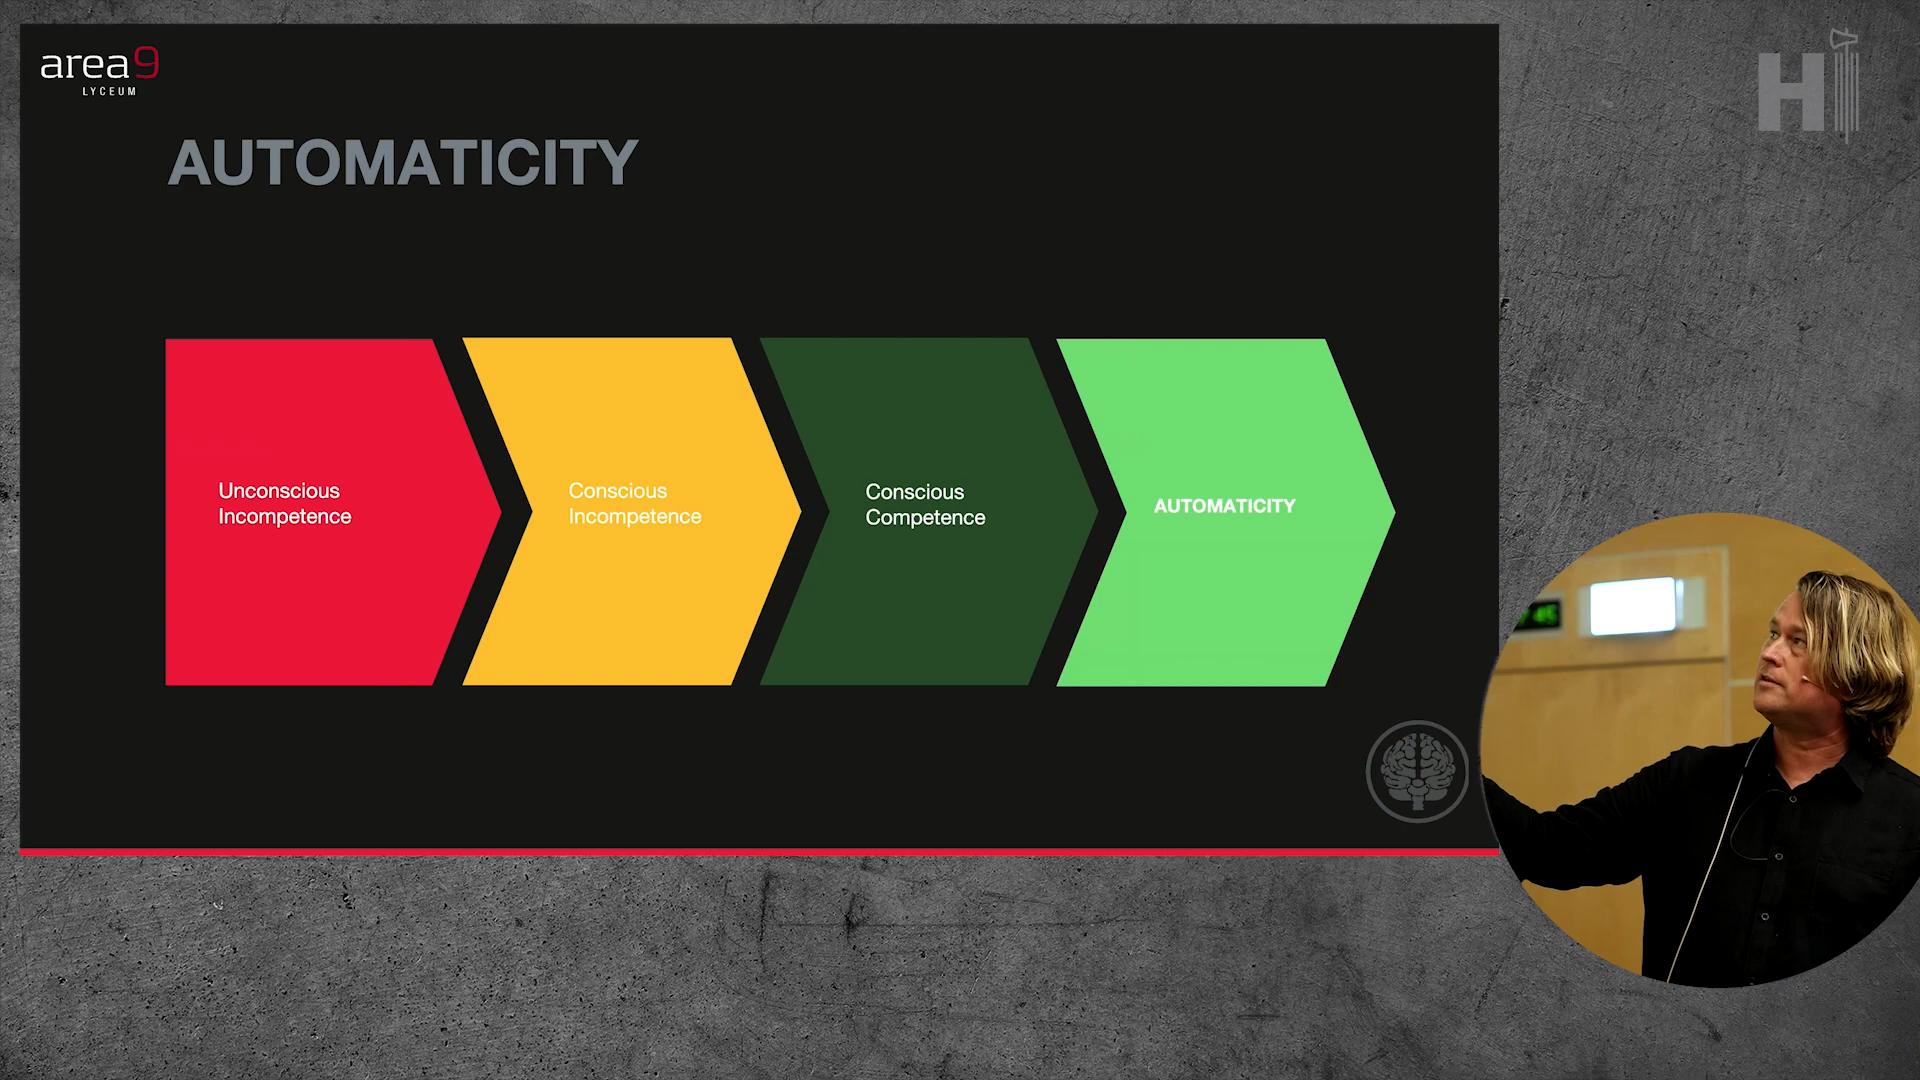 area9
LYCEUM
H
AUTOMATICITY
Unconscious
Incompetence
Conscious
Incompetence
Conscious
Competence
AUTOMATICITY